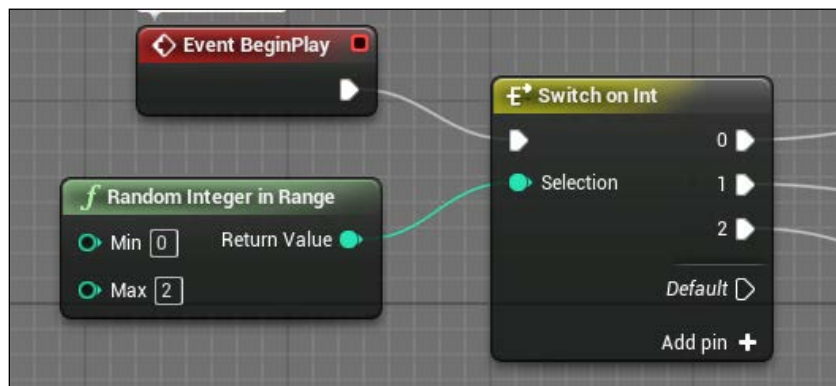 Event BeginPlay
Switch on Int
0
Selection 1
2
Default
Add pin
f Random Integer in Range
Min 0 Return Value
Max 2